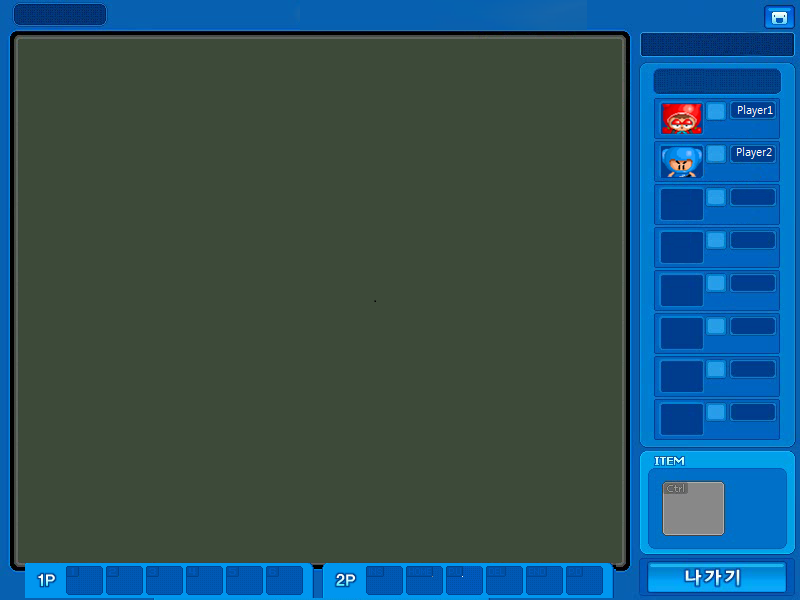 Player1
Player2
ITEM
Ctrl
1P
2P
나가기